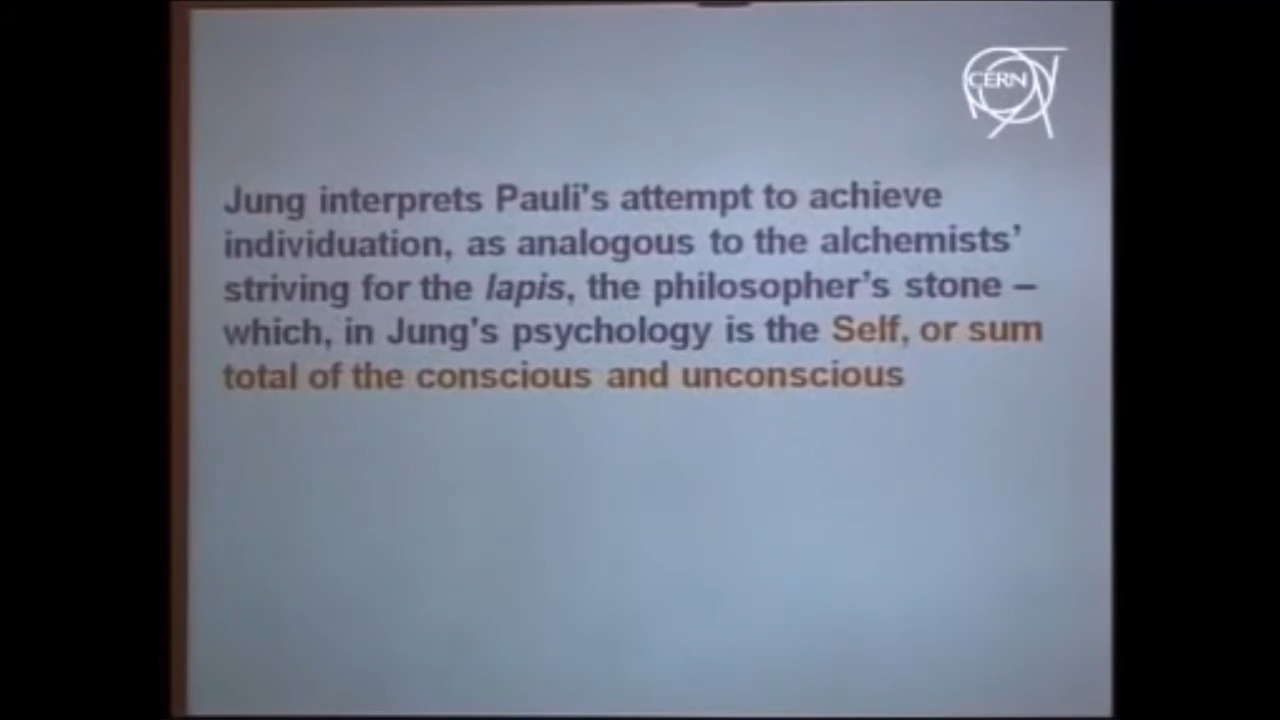 CERN
Jung interprets Pauli's attempt to achieve
individuation, as analogous to the alchemists’
striving for the lapis, the philosopher’s stone –
which, in Jung's psychology is the Self, or sum
total of the conscious and unconscious